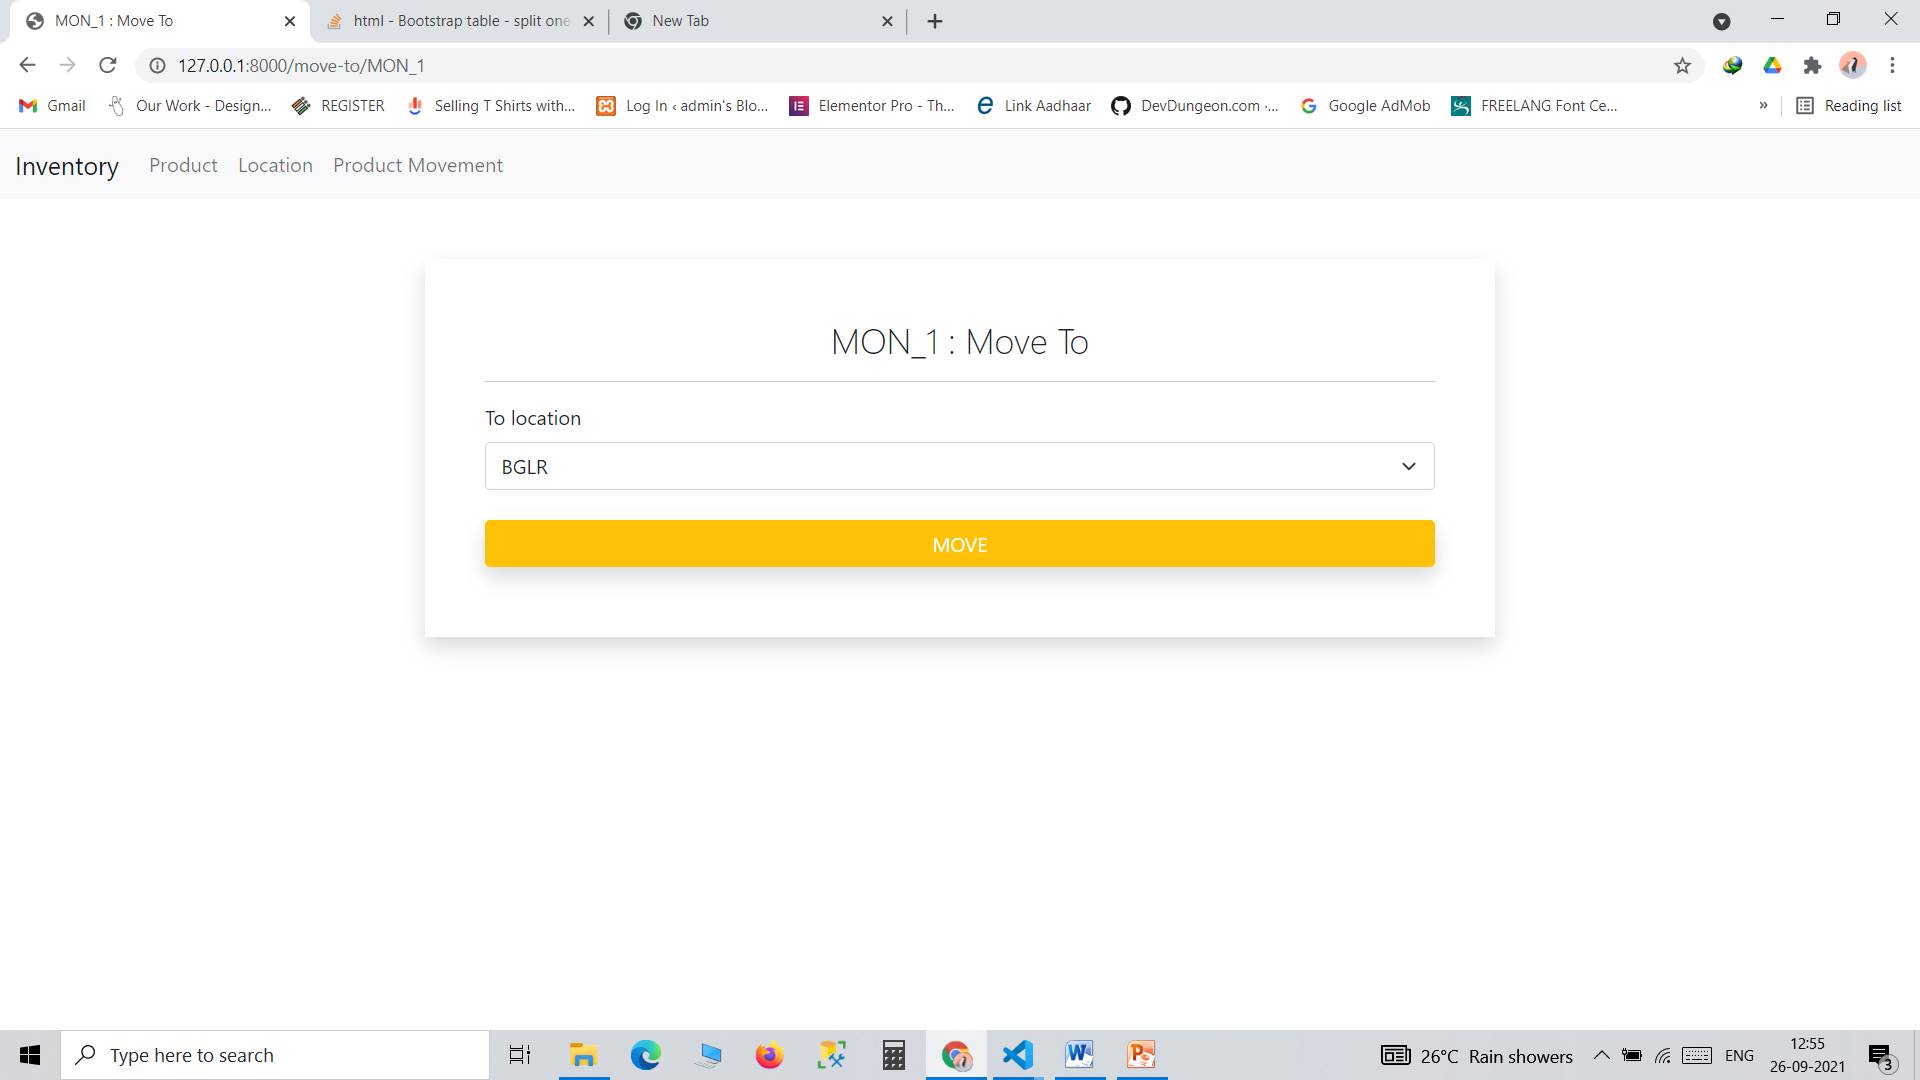 MON_1 : Move To
html - Bootstrap table - split one
New Tab
127.0.0.1:8000/move-to/MON_1
Gmail
Our Work - Design...
REGISTER
Selling T Shirts with...
Log In ‹ admin's Blo...
Elementor Pro - Th...
Link Aadhaar
DevDungeon.com ·...
Google AdMob
FREELANG Font Ce...
»
Reading list
Inventory
Product
Location
Product Movement
MON_1 : Move To
To location
BGLR
MOVE
Type here to search
26°C Rain showers
ENG
12:55
26-09-2021
3